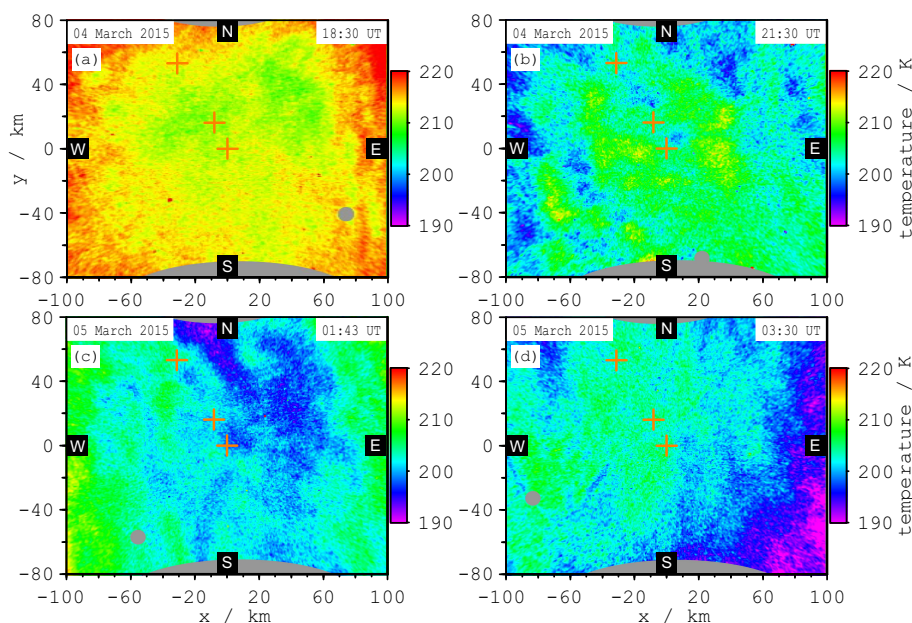 04 March 2015 N 18:30 UT
(a)
W E
S
y / km
80
40
0
−40
−80
−100 −60 −20 20 60 100
220
210
200
190
04 March 2015 N 21:30 UT
(b)
W E
S
80
40
0
−40
−80
−100 −60 −20 20 60 100
220
210
200
190
temperature / K
05 March 2015 N 01:43 UT
(c)
W E
S
80
40
0
−40
−80
−100 −60 −20 20 60 100
x / km
220
210
200
190
05 March 2015 N 03:30 UT
(d)
W E
S
80
40
0
−40
−80
−100 −60 −20 20 60 100
x / km
220
210
200
190
temperature / K